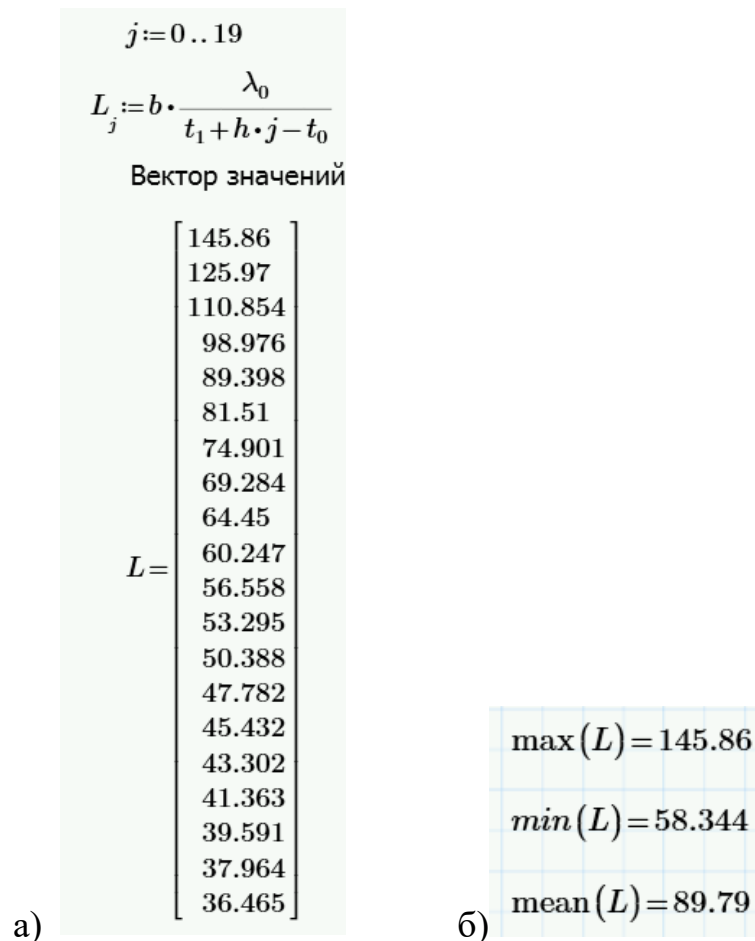 j:=0..19
L_j:=b·λ_0/(t_1+h·j−t_0)
Вектор значений
L=
145.86
125.97
110.854
98.976
89.398
81.51
74.901
69.284
64.45
60.247
56.558
53.295
50.388
47.782
45.432
43.302
41.363
39.591
37.964
36.465
а)
max(L)=145.86
min(L)=58.344
mean(L)=89.79
б)